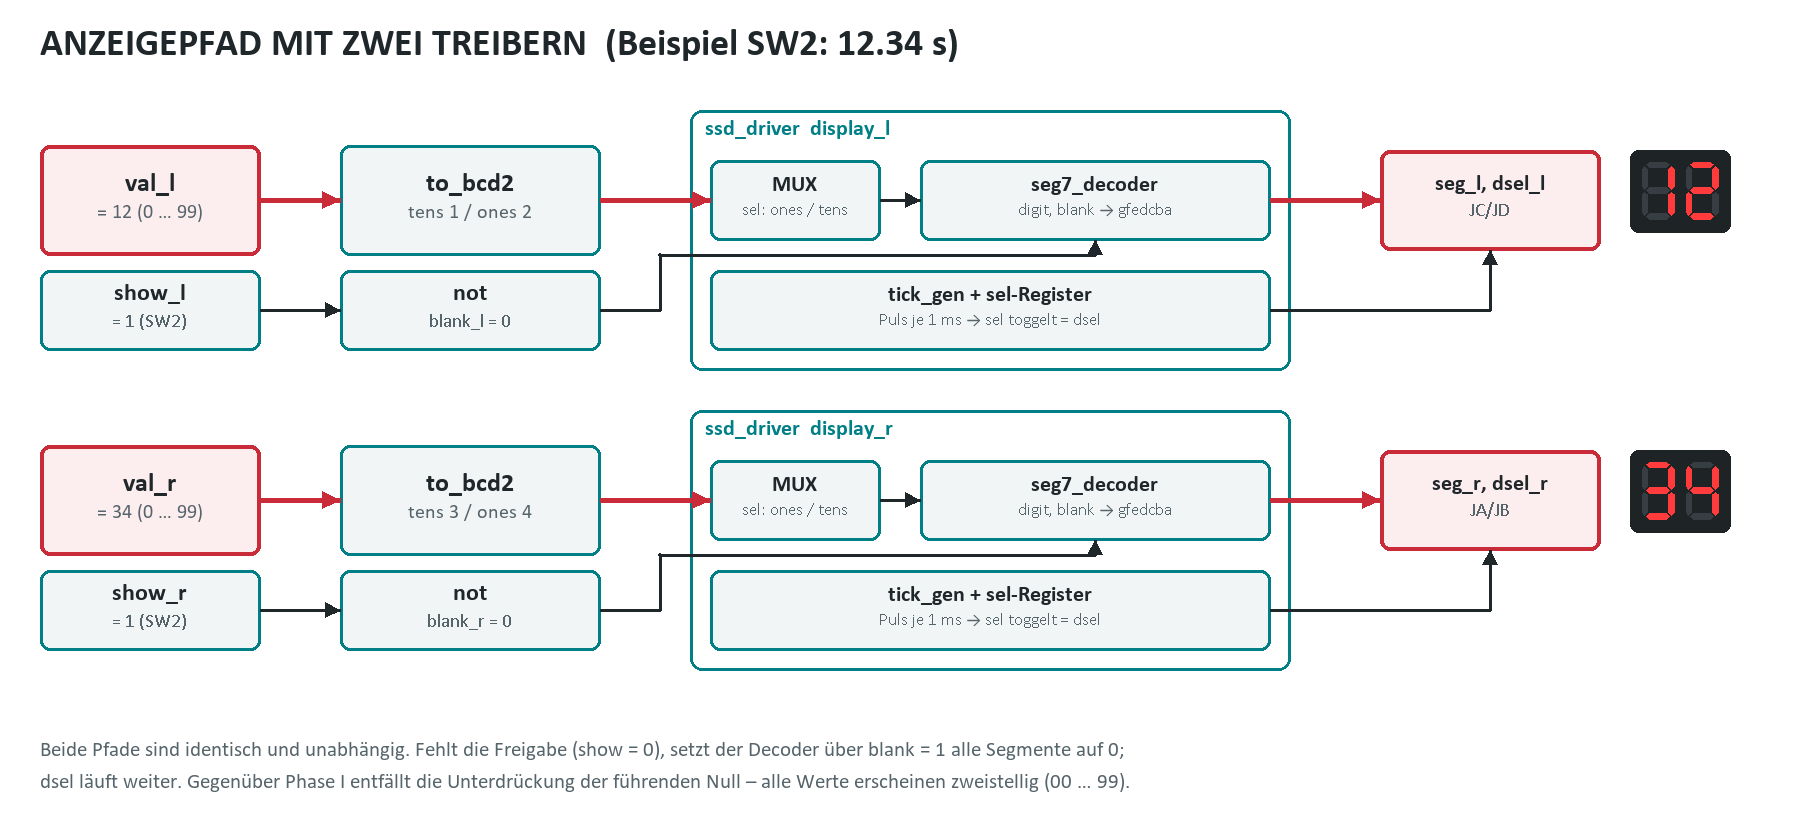 ANZEIGEPFAD MIT ZWEI TREIBERN (Beispiel SW2: 12.34 s)
ssd_driver display_l
val_l
= 12 (0 ... 99)
to_bcd2
tens 1 / ones 2
MUX
sel: ones / tens
seg7_decoder
digit, blank → gfedcba
seg_l, dsel_l
JC/JD
12
show_l
= 1 (SW2)
not
blank_l = 0
tick_gen + sel-Register
Puls je 1 ms → sel toggelt = dsel
ssd_driver display_r
val_r
= 34 (0 ... 99)
to_bcd2
tens 3 / ones 4
MUX
sel: ones / tens
seg7_decoder
digit, blank → gfedcba
seg_r, dsel_r
JA/JB
34
show_r
= 1 (SW2)
not
blank_r = 0
tick_gen + sel-Register
Puls je 1 ms → sel toggelt = dsel
Beide Pfade sind identisch und unabhängig. Fehlt die Freigabe (show = 0), setzt der Decoder über blank = 1 alle Segmente auf 0;
dsel läuft weiter. Gegenüber Phase I entfällt die Unterdrückung der führenden Null – alle Werte erscheinen zweistellig (00 ... 99).